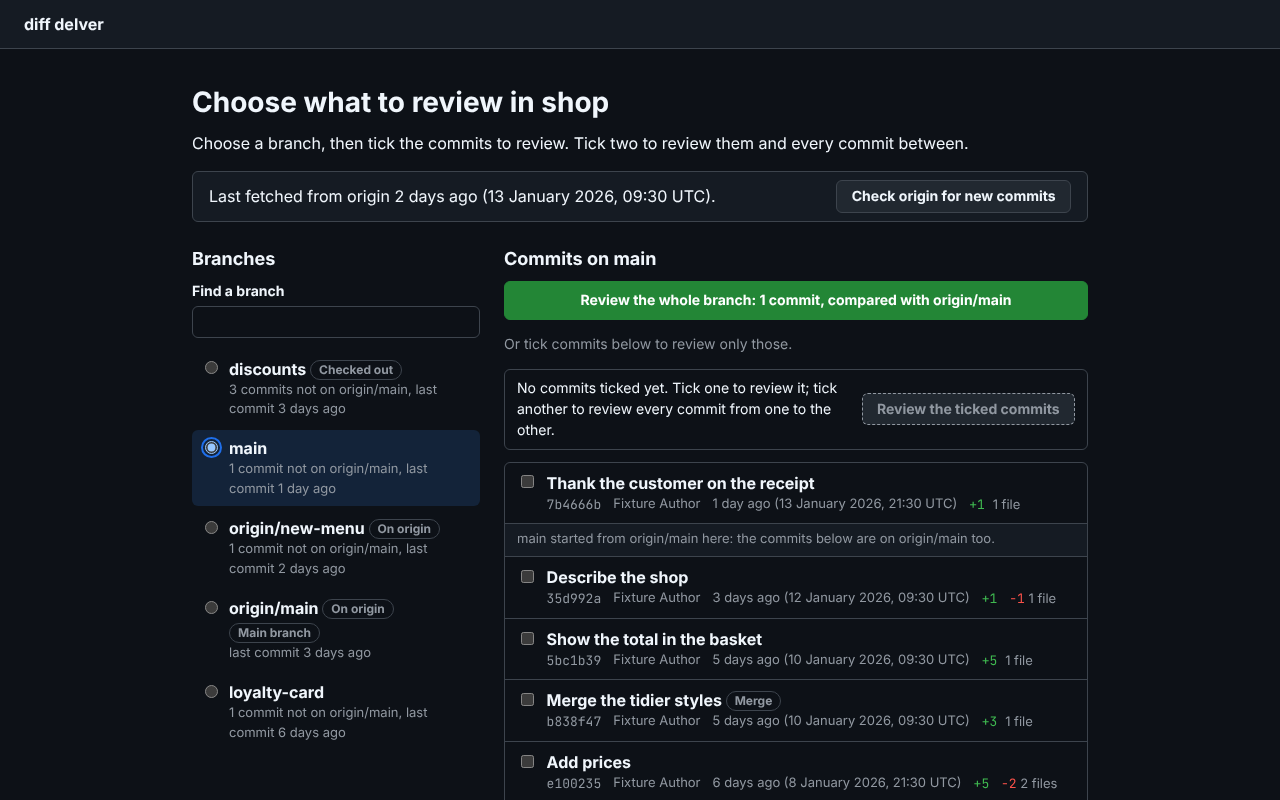 diff delver
Choose what to review in shop
Choose a branch, then tick the commits to review. Tick two to review them and every commit between.
Last fetched from origin 2 days ago (13 January 2026, 09:30 UTC).
Check origin for new commits
Branches
Find a branch
discounts Checked out
3 commits not on origin/main, last
commit 3 days ago
main
1 commit not on origin/main, last
commit 1 day ago
origin/new-menu On origin
1 commit not on origin/main, last
commit 2 days ago
origin/main On origin
Main branch
last commit 3 days ago
loyalty-card
1 commit not on origin/main, last
commit 6 days ago
Commits on main
Review the whole branch: 1 commit, compared with origin/main
Or tick commits below to review only those.
No commits ticked yet. Tick one to review it; tick
another to review every commit from one to the
other.
Review the ticked commits
Thank the customer on the receipt
7b4666b Fixture Author 1 day ago (13 January 2026, 21:30 UTC) +1 1 file
main started from origin/main here: the commits below are on origin/main too.
Describe the shop
35d992a Fixture Author 3 days ago (12 January 2026, 09:30 UTC) +1 -1 1 file
Show the total in the basket
5bc1b39 Fixture Author 5 days ago (10 January 2026, 09:30 UTC) +5 1 file
Merge the tidier styles Merge
b838f47 Fixture Author 5 days ago (10 January 2026, 09:30 UTC) +3 1 file
Add prices
e100235 Fixture Author 6 days ago (8 January 2026, 21:30 UTC) +5 -2 2 files